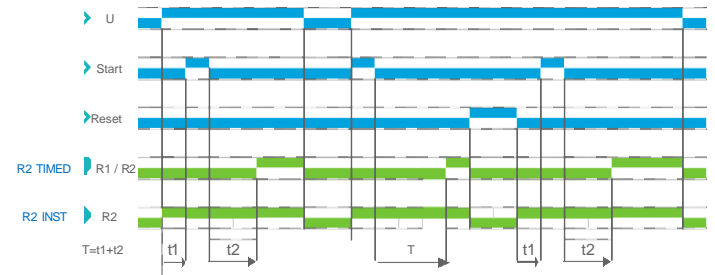 U
Start
Reset
R2 TIMED R1 / R2
R2 INST R2
T=t1+t2 t1 t2 T t1 t2